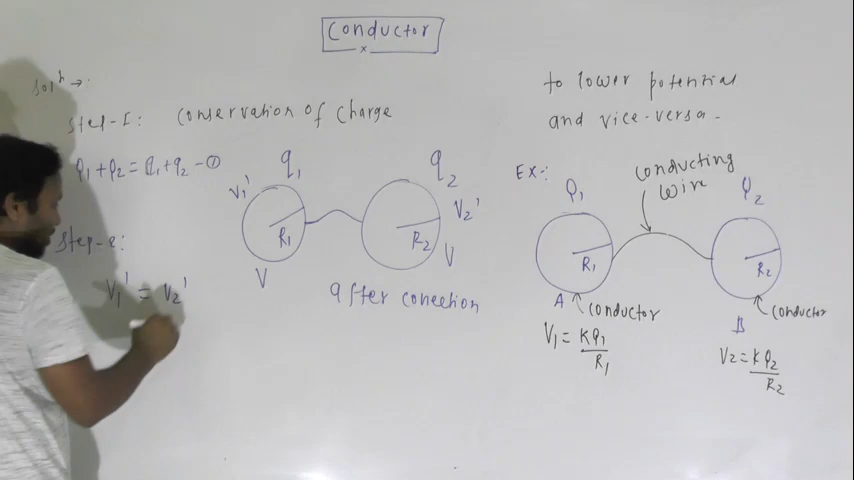 Conductor
x
Solⁿ →.
Step-I: Conservation of Charge
Q1 + Q2 = q1 + q2 - ①
Step-2:
V1' = V2'
q1
V1'
R1
V
q2
V2'
R2
V
after conection
to lower potential
and vice-versa.
Ex:-
conducting
wire
Q1
R1
A
conductor
V1 = KQ1
R1
Q2
R2
B
conductor
V2 = KQ2
R2